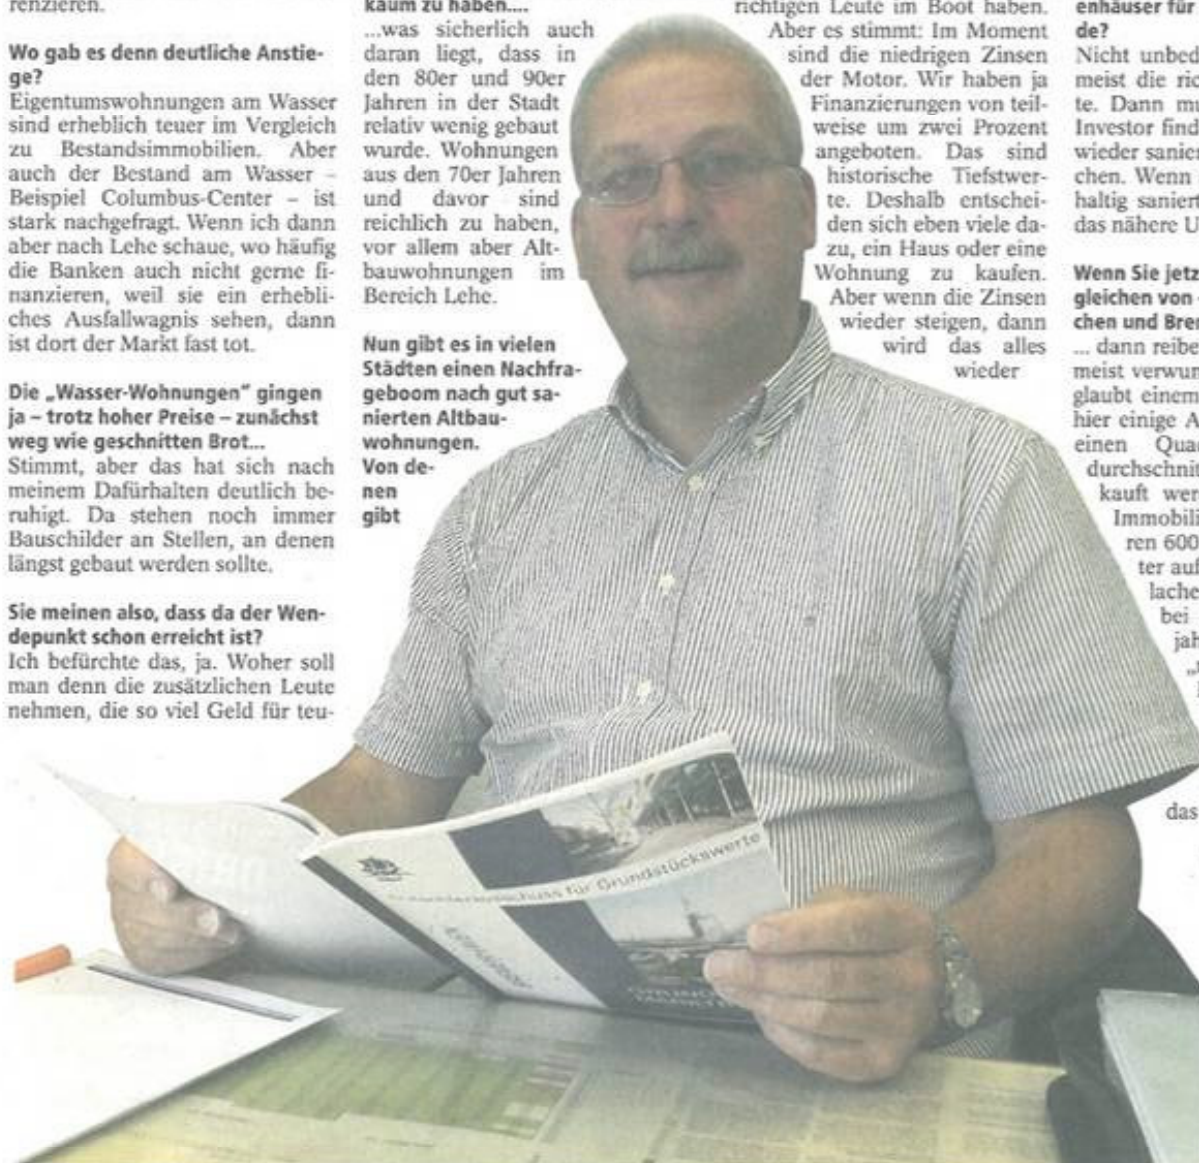 renzieren.
Wo gab es denn deutliche Anstie-
ge?
Eigentumswohnungen am Wasser
sind erheblich teuer im Vergleich
zu Bestandsimmobilien. Aber
auch der Bestand am Wasser –
Beispiel Columbus-Center – ist
stark nachgefragt. Wenn ich dann
aber nach Lehe schaue, wo häufig
die Banken auch nicht gerne fi-
nanzieren, weil sie ein erhebli-
ches Ausfallwagnis sehen, dann
ist dort der Markt fast tot.
Die „Wasser-Wohnungen“ gingen
ja – trotz hoher Preise – zunächst
weg wie geschnitten Brot...
Stimmt, aber das hat sich nach
meinem Dafürhalten deutlich be-
ruhigt. Da stehen noch immer
Bauschilder an Stellen, an denen
längst gebaut werden sollte.
Sie meinen also, dass da der Wen-
depunkt schon erreicht ist?
Ich befürchte das, ja. Woher soll
man denn die zusätzlichen Leute
nehmen, die so viel Geld für teu-
kaum zu haben....
...was sicherlich auch
daran liegt, dass in
den 80er und 90er
Jahren in der Stadt
relativ wenig gebaut
wurde. Wohnungen
aus den 70er Jahren
und davor sind
reichlich zu haben,
vor allem aber Alt-
bauwohnungen im
Bereich Lehe.
Nun gibt es in vielen
Städten einen Nachfra-
geboom nach gut sa-
nierten Altbau-
wohnungen.
Von de-
nen
gibt
richtigen Leute im Boot haben.
Aber es stimmt: Im Moment
sind die niedrigen Zinsen
der Motor. Wir haben ja
Finanzierungen von teil-
weise um zwei Prozent
angeboten. Das sind
historische Tiefstwer-
te. Deshalb entschei-
den sich eben viele da-
zu, ein Haus oder eine
Wohnung zu kaufen.
Aber wenn die Zinsen
wieder steigen, dann
wird das alles
wieder
enhäuser für
de?
Nicht unbed
meist die ric
te. Dann mu
Investor find
wieder sanier
chen. Wenn
haltig saniert
das nähere U
Wenn Sie jetz
gleichen von
chen und Bre
... dann reibe
meist verwun
glaubt einem
hier einige A
einen Qua
durchschnit
kauft wer
Immobili
ren 600
ter auf
lache
bei
jah
das
Gutachterausschuss für Grundstückswerte